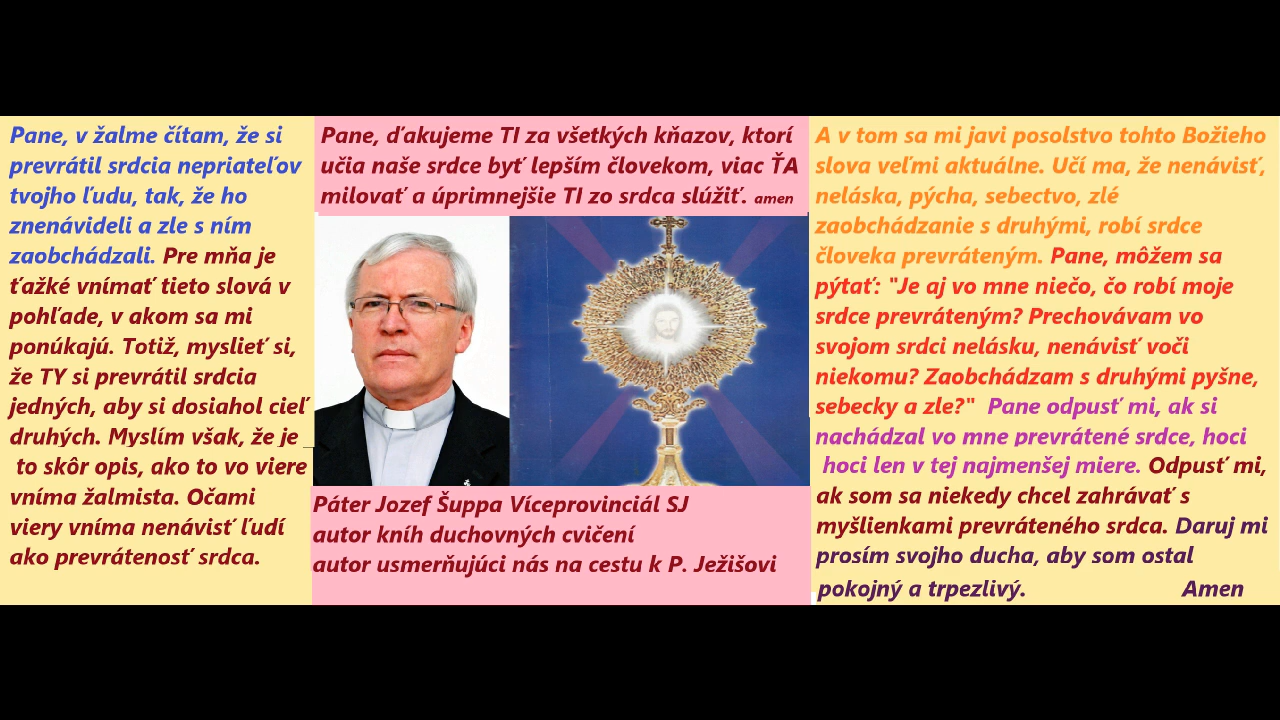 Pane, v žalme čítam, že si
prevrátil srdcia nepriateľov
tvojho ľudu, tak, že ho
znenávideli a zle s ním
zaobchádzali. Pre mňa je
ťažké vnímať tieto slová v
pohľade, v akom sa mi
ponúkajú. Totiž, myslieť si,
že TY si prevrátil srdcia
jedných, aby si dosiahol cieľ
druhých. Myslím však, že je
to skôr opis, ako to vo viere
vníma žalmista. Očami
viery vníma nenávisť ľudí
ako prevrátenosť srdca.
Pane, ďakujeme TI za všetkých kňazov, ktorí
učia naše srdce byť lepším človekom, viac ŤA
milovať a úprimnejšie TI zo srdca slúžiť. amen
Páter Jozef Šuppa Víceprovinciál SJ
autor kníh duchovných cvičení
autor usmerňujúci nás na cestu k P. Ježišovi
A v tom sa mi javi posolstvo tohto Božieho
slova veľmi aktuálne. Učí ma, že nenávisť,
neláska, pýcha, sebectvo, zlé
zaobchádzanie s druhými, robí srdce
človeka prevráteným. Pane, môžem sa
pýtať: "Je aj vo mne niečo, čo robí moje
srdce prevráteným? Prechovávam vo
svojom srdci nelásku, nenávisť voči
niekomu? Zaobchádzam s druhými pyšne,
sebecky a zle?" Pane odpusť mi, ak si
nachádzal vo mne prevrátené srdce, hoci
hoci len v tej najmenšej miere. Odpusť mi,
ak som sa niekedy chcel zahrávať s
myšlienkami prevráteného srdca. Daruj mi
prosím svojho ducha, aby som ostal
pokojný a trpezlivý. Amen